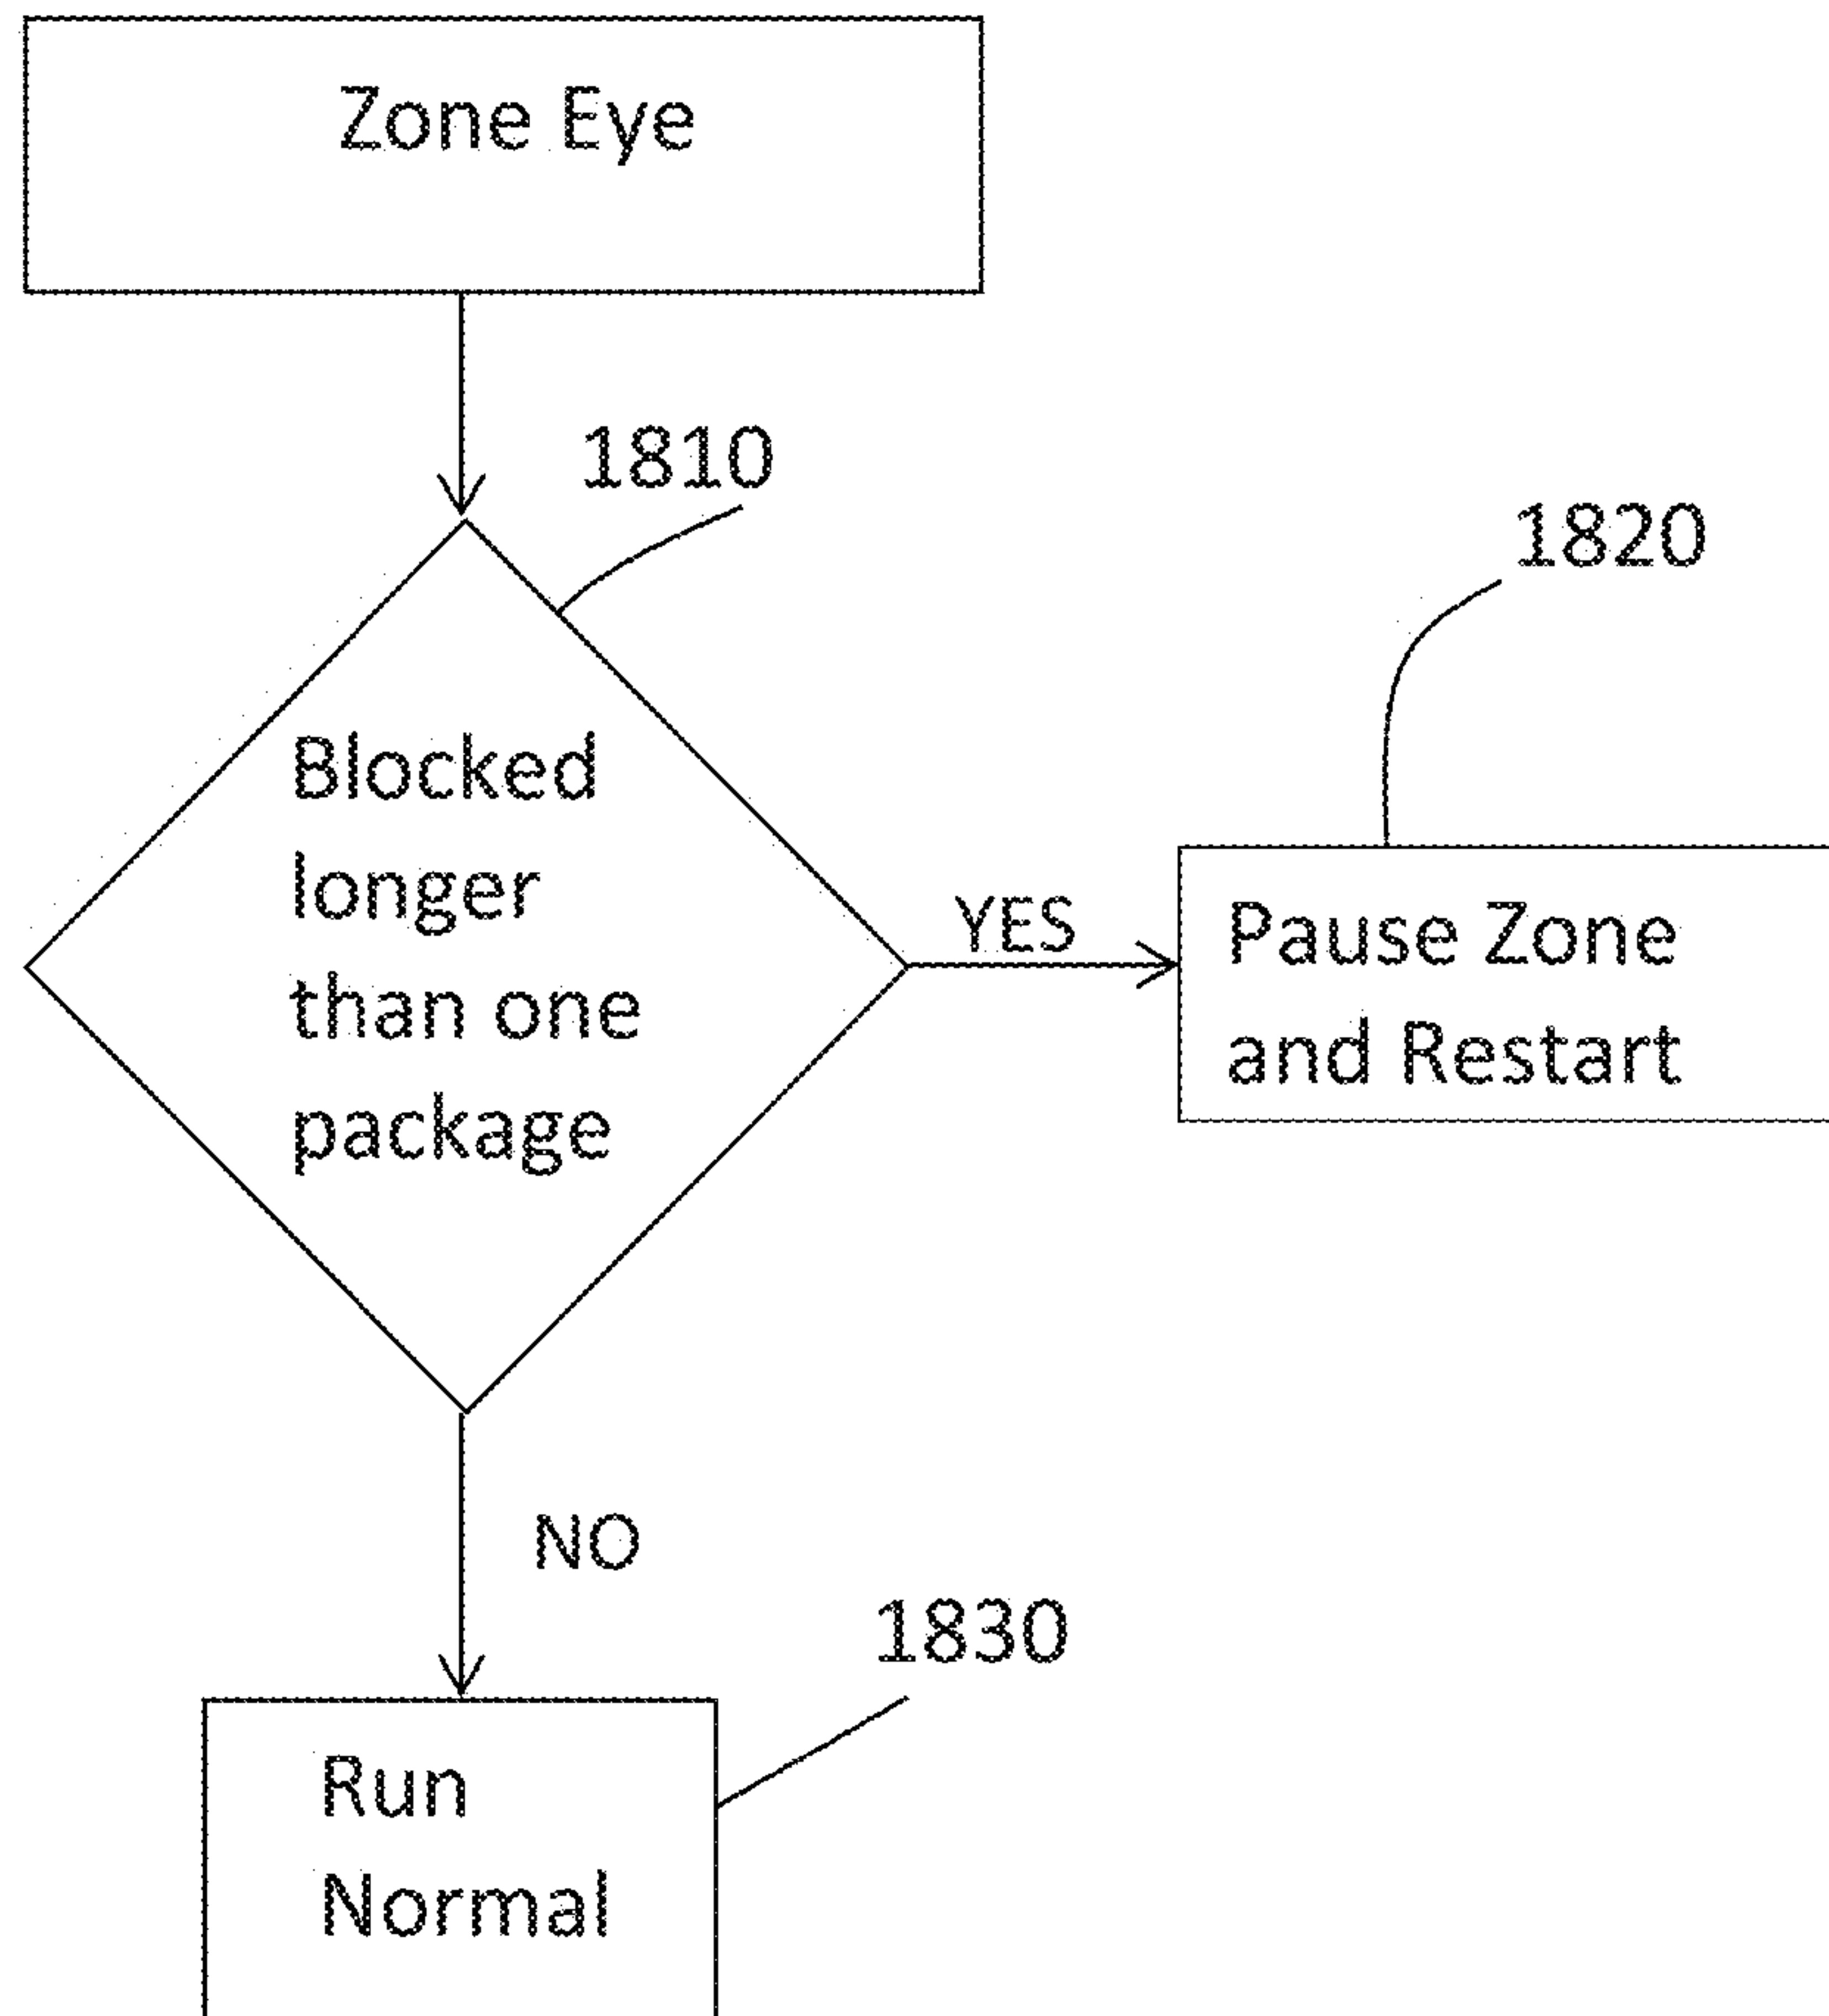 Zone Eye
1810
1820
Blocked
longer
than one
package
YES
Pause Zone
and Restart
NO
1830
Run
Normal